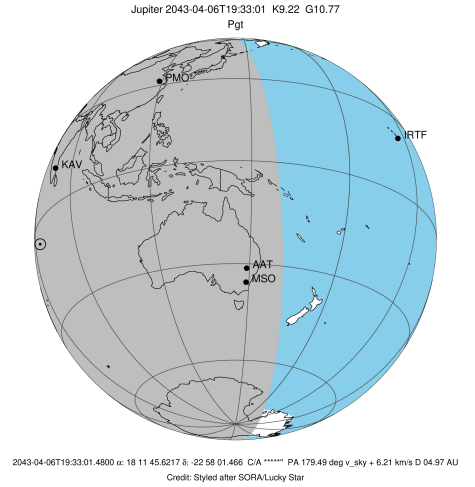 Jupiter 2043-04-06T19:33:01 K9.22 G10.77
Pgt
PMO
IRTF
KAV
AAT
MSO
2043-04-06T19:33:01.4800 α: 18 11 45.6217 δ: -22 58 01.466 C/A *****" PA 179.49 deg v_sky + 6.21 km/s D 04.97 AU
Credit: Styled after SORA/Lucky Star